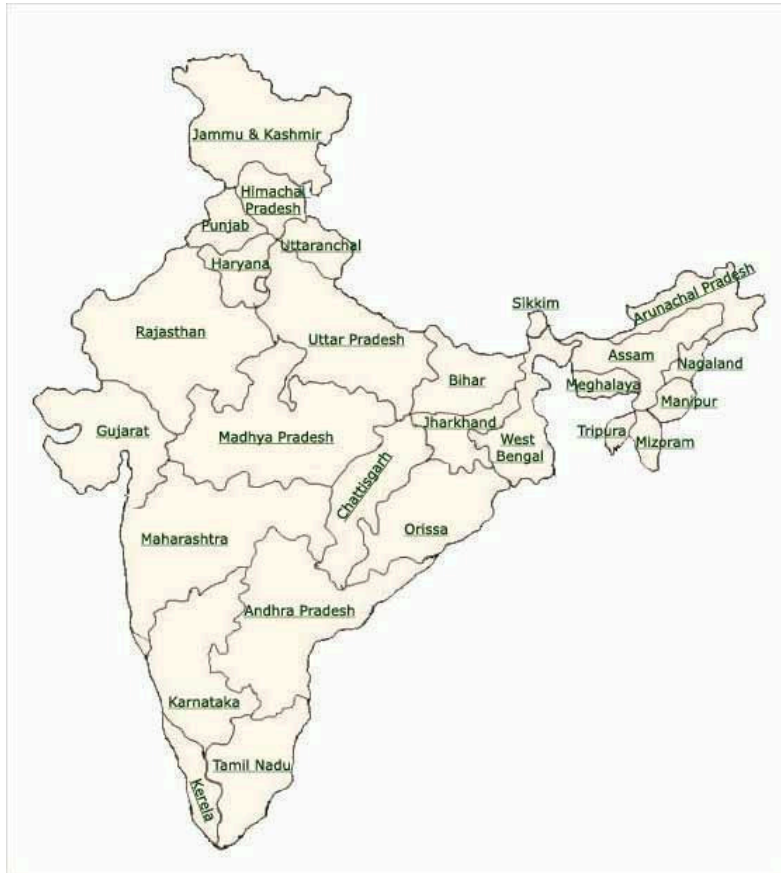 Jammu & Kashmir
Himachal
Pradesh
Punjab
Uttaranchal
Haryana
Arunachal Pradesh
Sikkim
Rajasthan
Uttar Pradesh
Assam
Nagaland
Bihar
Meghalaya
Manipur
Jharkhand
Gujarat
Madhya Pradesh
West
Bengal
Tripura
Mizoram
Chattisgarh
Orissa
Maharashtra
Andhra Pradesh
Karnataka
Tamil Nadu
Kerela